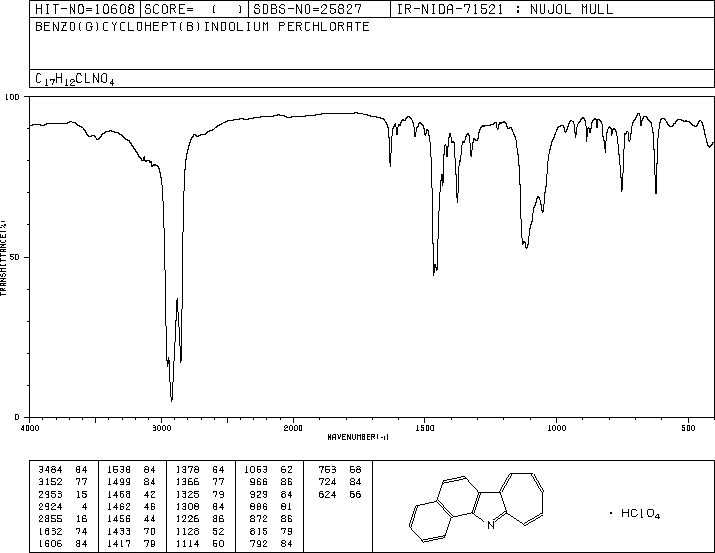 HIT-NO=10608 SCORE= ( ) SDBS-NO=25827 IR-NIDA-71521 : NUJOL MULL
BENZO(G)CYCLOHEPT(B)INDOLIUM PERCHLORATE
C17H12CLNO4
100
50
0
TRANSMITTANCE(%)
4000 3000 2000 1500 1000 500
WAVENUMBER(-1)
3484 84 1538 84 1378 64 1053 62 753 68
3152 77 1499 84 1366 77 966 86 724 84
2953 15 1468 42 1325 79 929 84 624 66
2924 4 1462 46 1308 84 886 81
2855 16 1456 44 1226 86 872 86
1632 74 1433 70 1128 52 815 79
1606 84 1417 79 1114 50 792 84
N
· HClO4